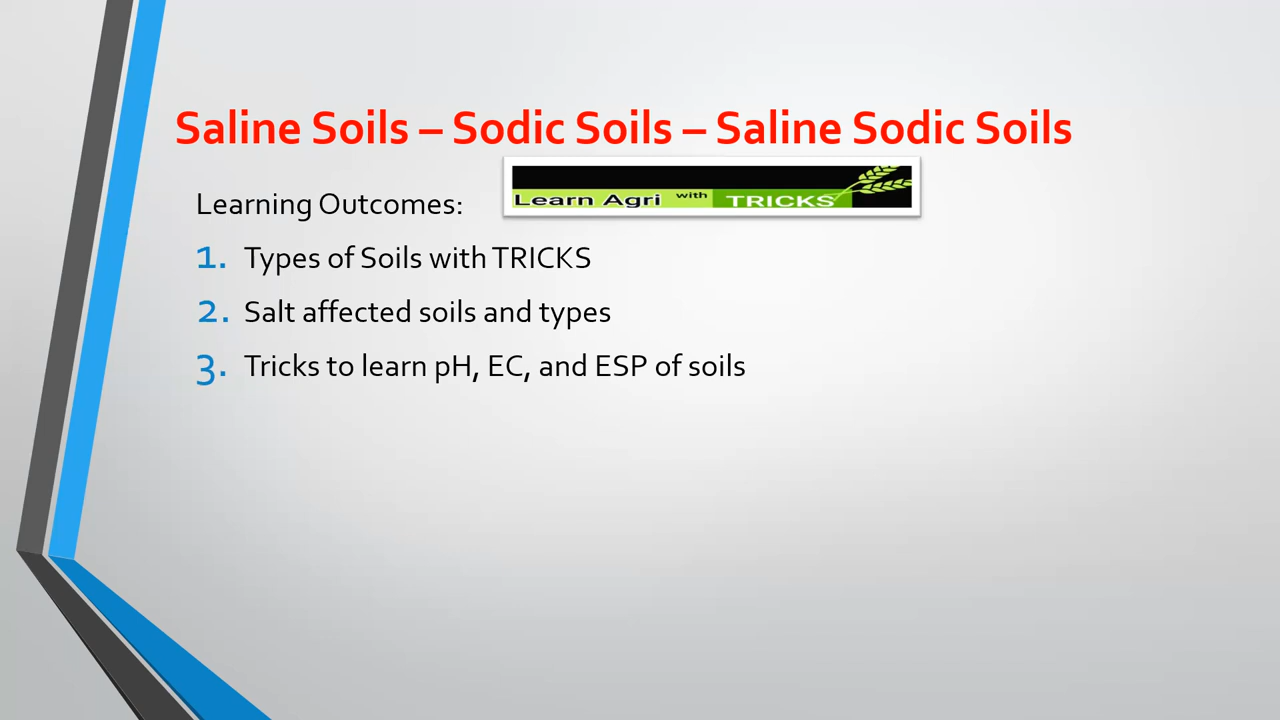 Saline Soils – Sodic Soils – Saline Sodic Soils
Learn Agri with TRICKS
Learning Outcomes:
1. Types of Soils with TRICKS
2. Salt affected soils and types
3. Tricks to learn pH, EC, and ESP of soils